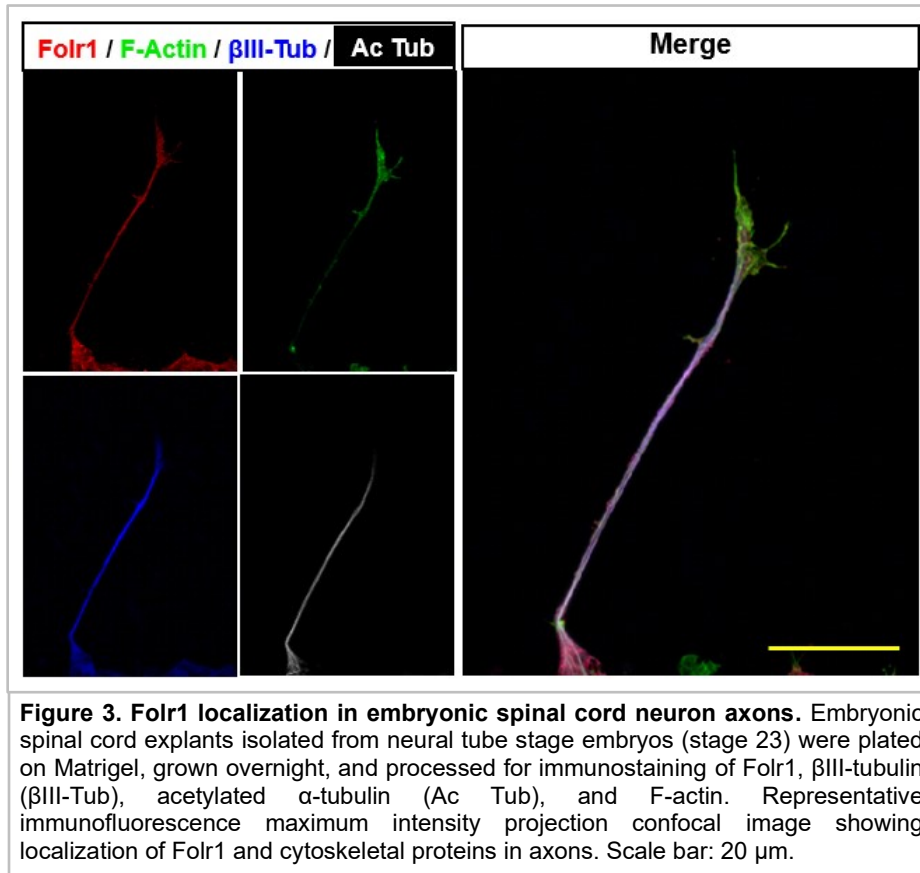 Folr1 / F-Actin / βIII-Tub / Ac Tub
Merge
Figure 3. Folr1 localization in embryonic spinal cord neuron axons. Embryonic
spinal cord explants isolated from neural tube stage embryos (stage 23) were plated
on Matrigel, grown overnight, and processed for immunostaining of Folr1, βIII-tubulin
(βIII-Tub), acetylated α-tubulin (Ac Tub), and F-actin. Representative
immunofluorescence maximum intensity projection confocal image showing
localization of Folr1 and cytoskeletal proteins in axons. Scale bar: 20 μm.